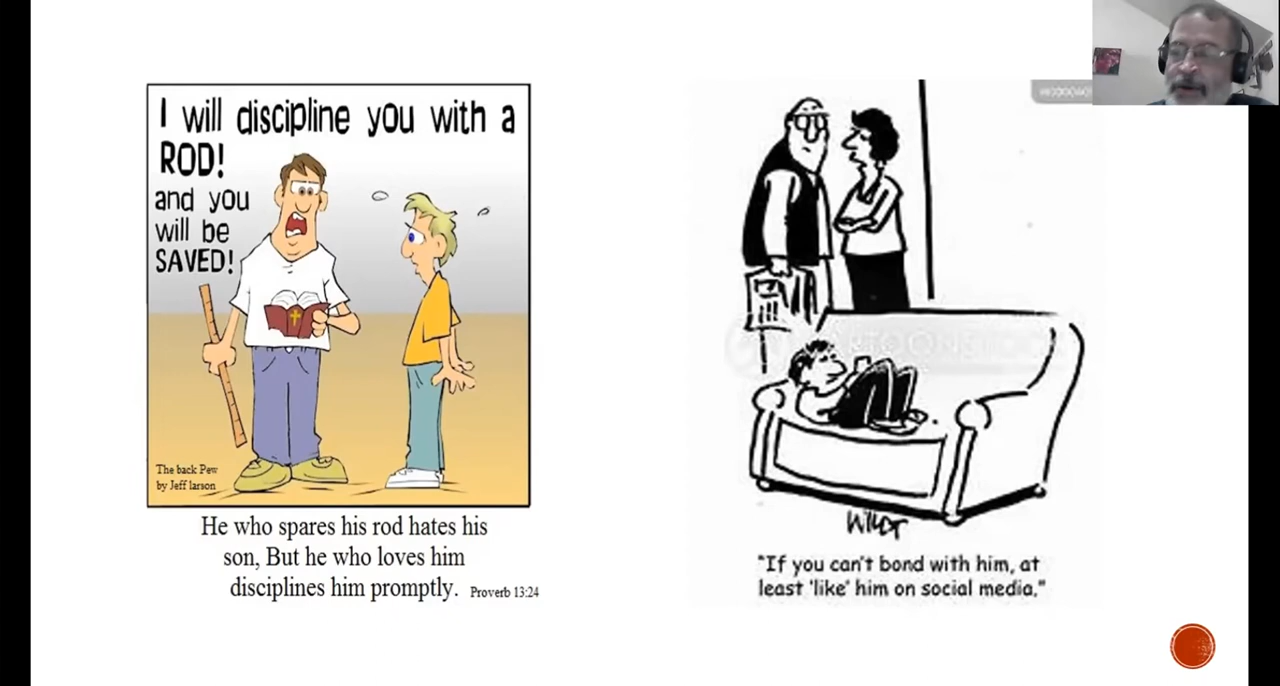 I will discipline you with a
ROD!
and you
will be
SAVED!
The back Pew
by Jeff larson
He who spares his rod hates his
son, But he who loves him
disciplines him promptly. Proverb 13:24
"If you can't bond with him, at
least 'like' him on social media."